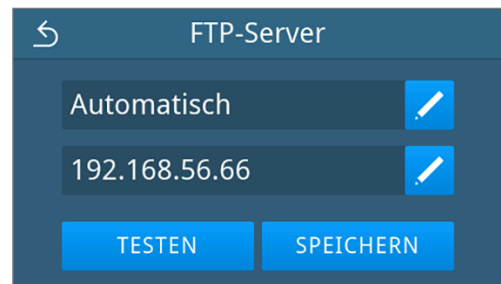 FTP-Server
Automatisch
192.168.56.66
TESTEN SPEICHERN